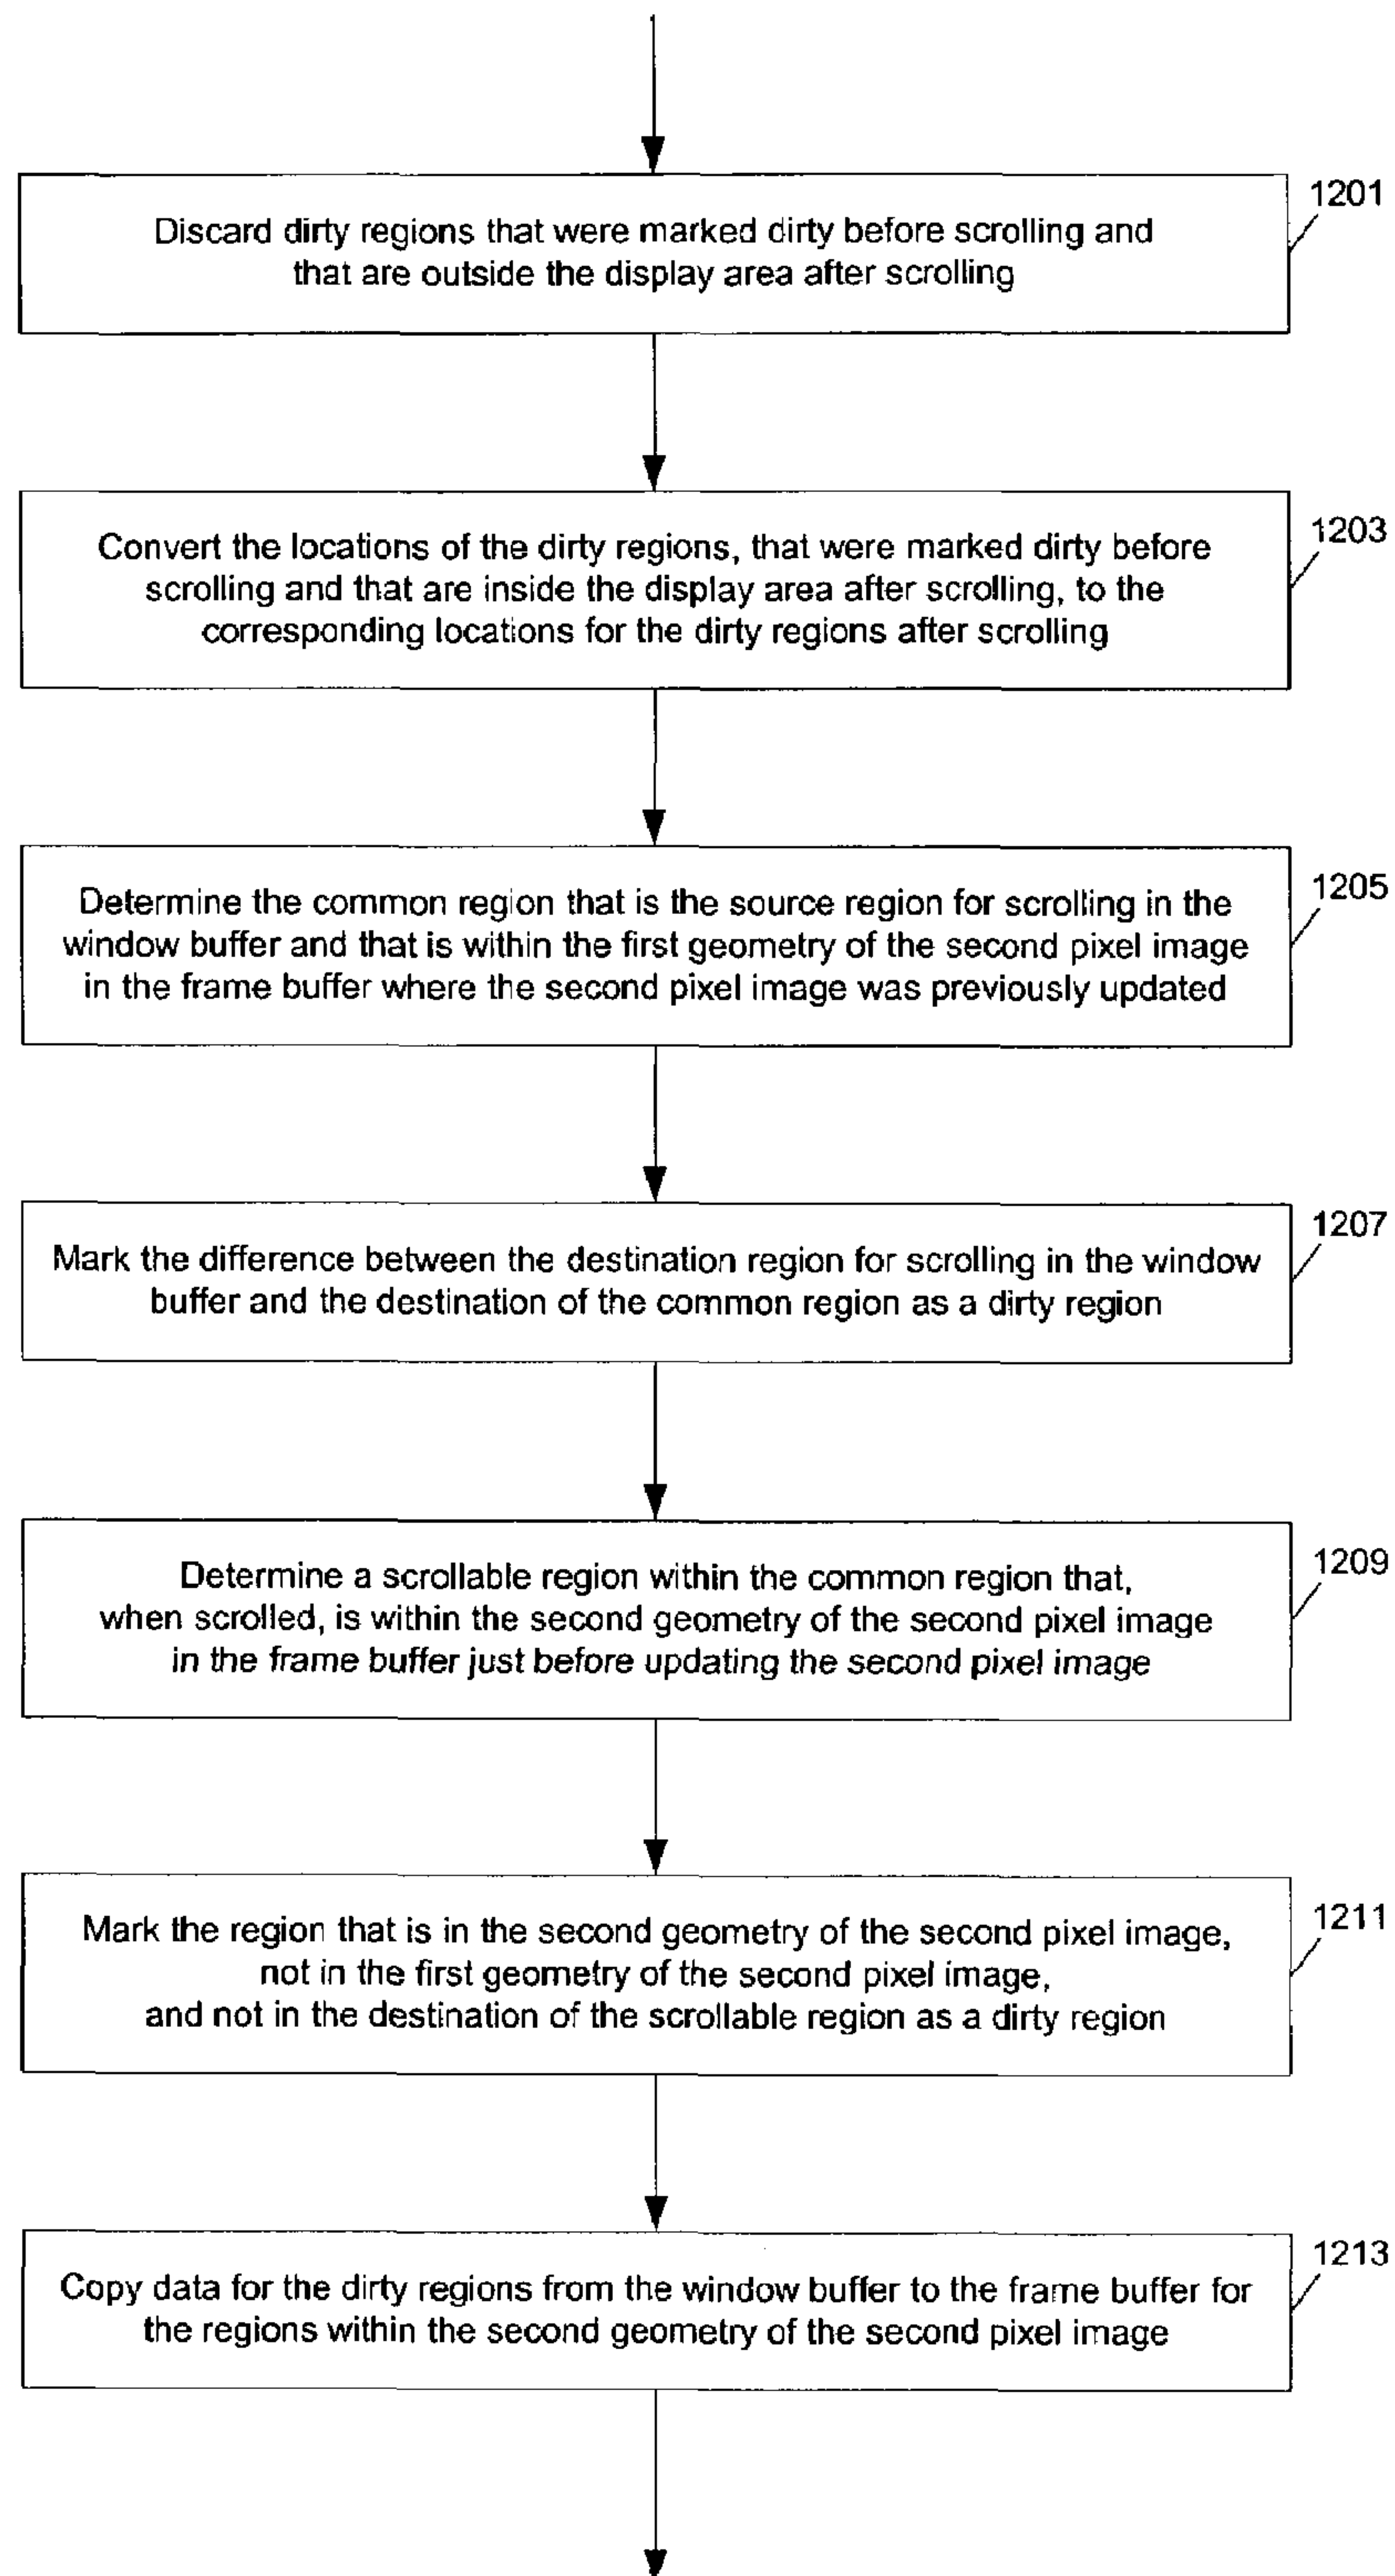 1201
Discard dirty regions that were marked dirty before scrolling and
that are outside the display area after scrolling
1203
Convert the locations of the dirty regions, that were marked dirty before
scrolling and that are inside the display area after scrolling, to the
corresponding locations for the dirty regions after scrolling
1205
Determine the common region that is the source region for scrolling in the
window buffer and that is within the first geometry of the second pixel image
in the frame buffer where the second pixel image was previously updated
1207
Mark the difference between the destination region for scrolling in the window
buffer and the destination of the common region as a dirty region
1209
Determine a scrollable region within the common region that,
when scrolled, is within the second geometry of the second pixel image
in the frame buffer just before updating the second pixel image
1211
Mark the region that is in the second geometry of the second pixel image,
not in the first geometry of the second pixel image,
and not in the destination of the scrollable region as a dirty region
1213
Copy data for the dirty regions from the window buffer to the frame buffer for
the regions within the second geometry of the second pixel image